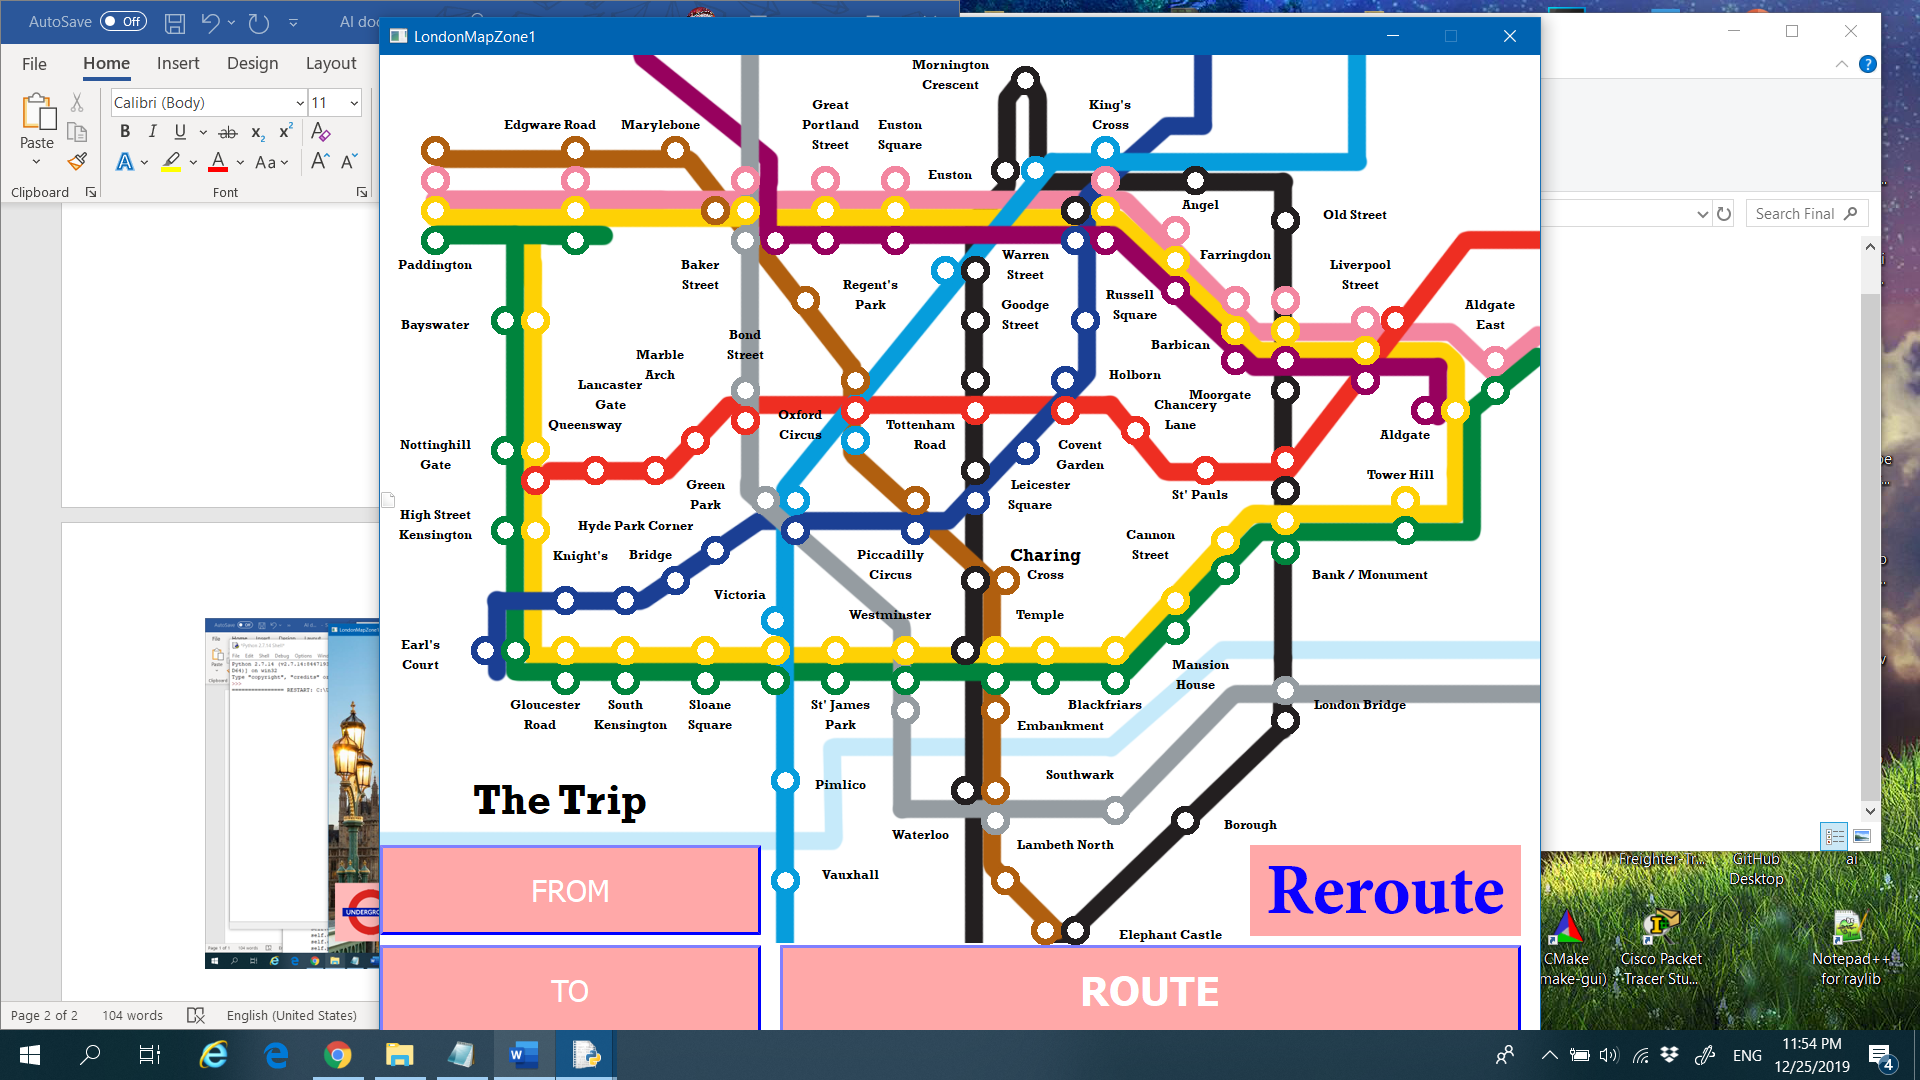 AutoSave Off AI doc
LondonMapZone1
File Home Insert Design Layout
Calibri (Body) 11
Paste
Clipboard Font
Search Final
Mornington
Crescent
Great
Portland
Street
Euston
Square
King's
Cross
Edgware Road
Marylebone
Euston
Angel
Old Street
Paddington
Baker
Street
Regent's
Park
Warren
Street
Farringdon
Liverpool
Street
Bayswater
Goodge
Street
Russell
Square
Aldgate
East
Bond
Street
Marble
Arch
Barbican
Lancaster
Gate
Holborn
Moorgate
Queensway
Oxford
Circus
Tottenham
Road
Chancery
Lane
Nottinghill
Gate
Covent
Garden
Aldgate
Green
Park
Leicester
Square
St' Pauls
Tower Hill
High Street
Kensington
Hyde Park Corner
Cannon
Street
Knight's Bridge
Piccadilly
Circus
Charing
Cross
Bank / Monument
Victoria
Westminster
Temple
Earl's
Court
Mansion
House
Gloucester
Road
South
Kensington
Sloane
Square
St' James
Park
Blackfriars
Embankment
London Bridge
Pimlico
Southwark
The Trip
Waterloo
Lambeth North
Borough
Vauxhall
Elephant Castle
FROM
Reroute
TO
ROUTE
Freighter-Tr...
GitHub
Desktop
ai
CMake
(cmake-gui)
Cisco Packet
Tracer Stu...
Notepad++
for raylib
Page 2 of 2 104 words English (United States)
ENG
11:54 PM
12/25/2019
4